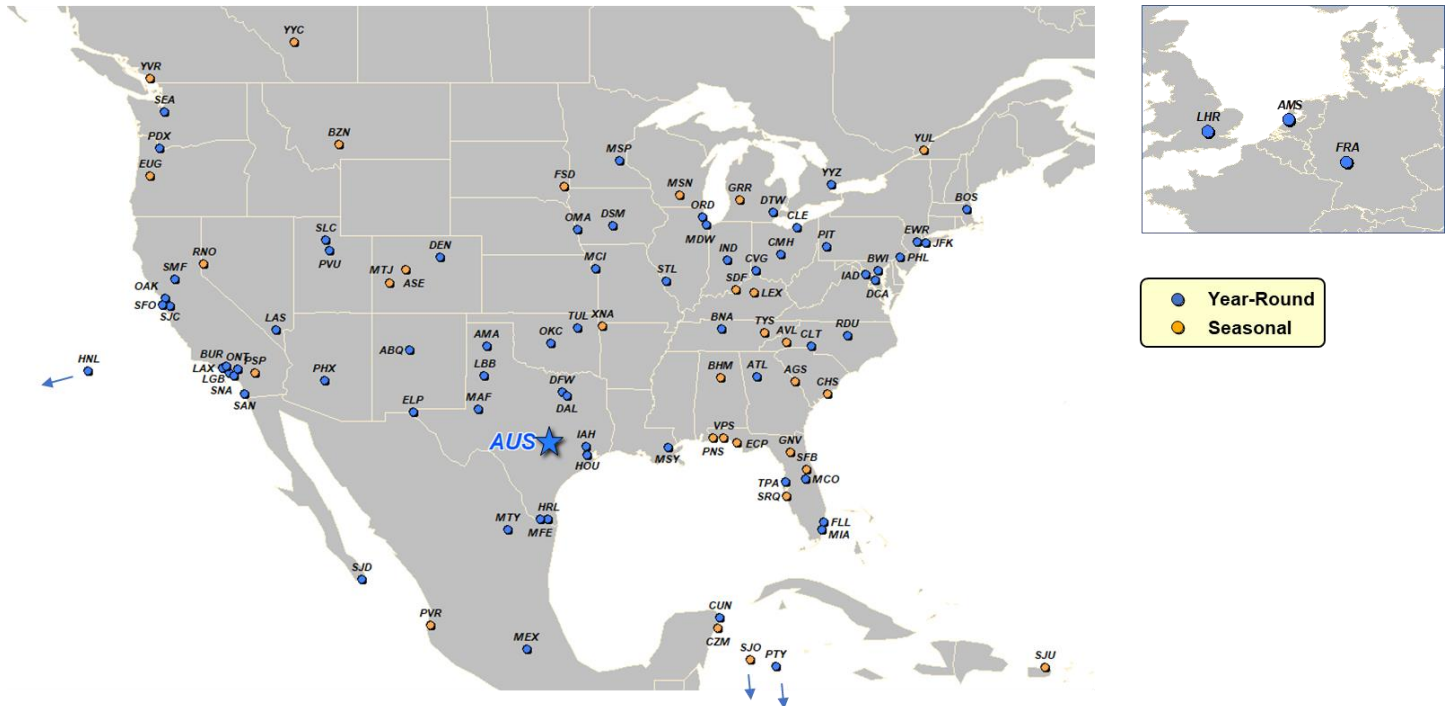 YYC
YVR
SEA
PDX
BZN
EUG
MSP
FSD
MSN
GRR
YUL
YYZ
BOS
ORD
DTW
CLE
OMA
DSM
MDW
SLC
PVU
DEN
RNO
SMF
MTJ
ASE
MCI
STL
IND
CMH
PIT
EWR
JFK
CVG
BWI
PHL
IAD
DCA
SDF
LEX
OAK
SFO
SJC
LAS
TUL
XNA
OKC
BNA
TYS
AVL
CLT
RDU
ABQ
AMA
HNL
BUR
ONT
PSP
LAX
LGB
SNA
SAN
PHX
LBB
BHM
ATL
AGS
CHS
DFW
DAL
ELP
MAF
AUS
IAH
HOU
MSY
VPS
PNS
ECP
GNV
SFB
MCO
TPA
SRQ
HRL
MTY
MFE
FLL
MIA
SJD
PVR
MEX
CUN
CZM
SJO
PTY
SJU
LHR
AMS
FRA
Year-Round
Seasonal